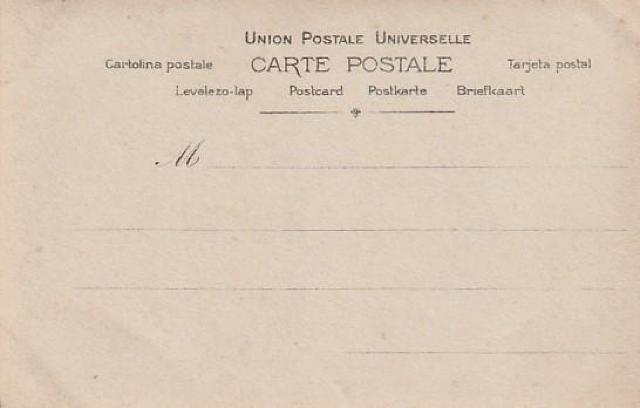 UNION POSTALE UNIVERSELLE
Cartolina postale CARTE POSTALE Tarjeta postal
Levelezo-lap Postcard Postkarte Briefkaart
M